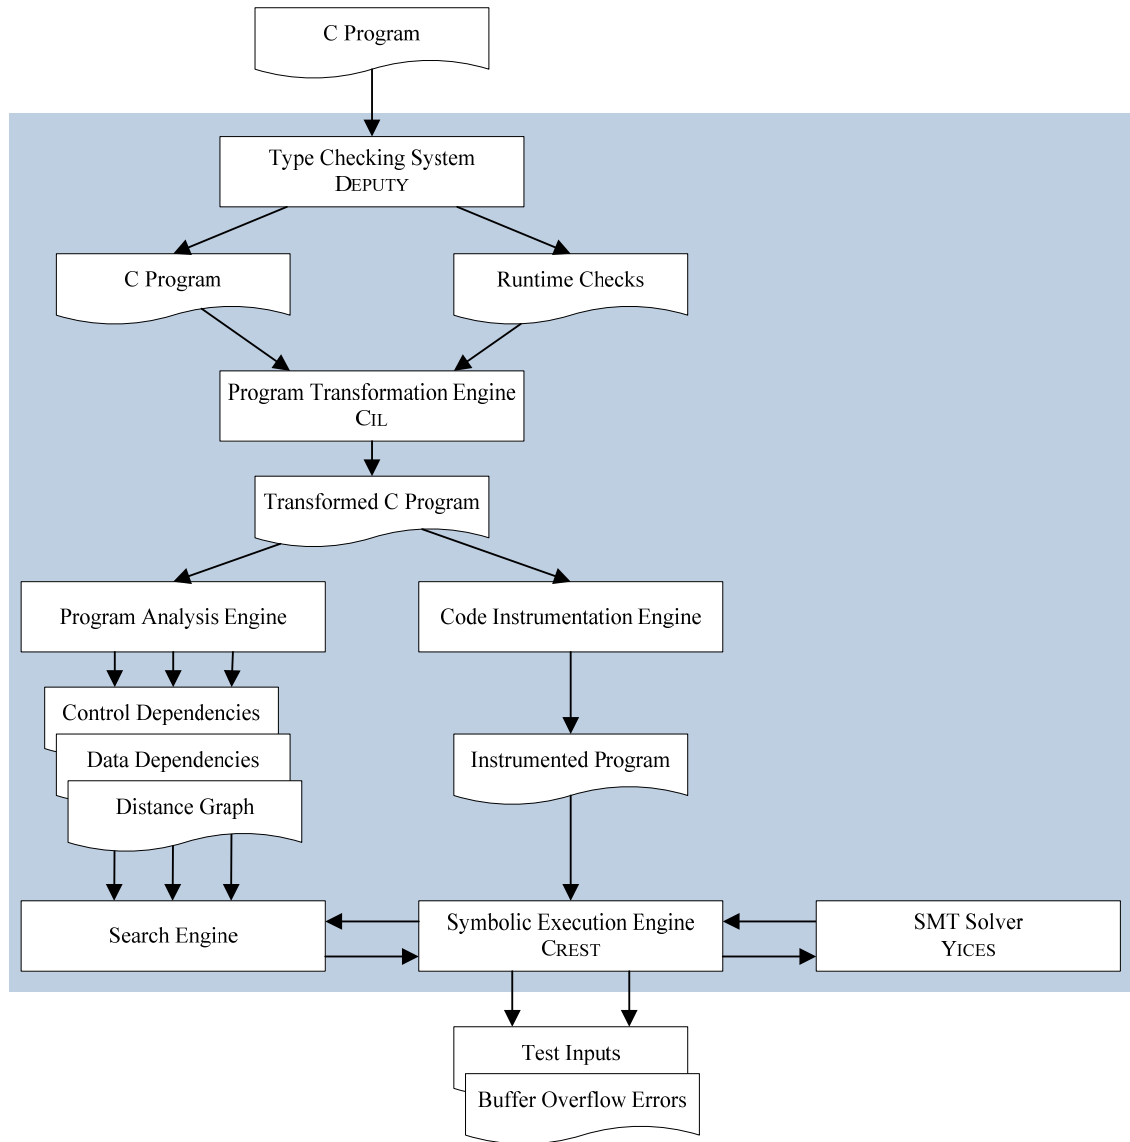 C Program
Type Checking System
DEPUTY
C Program
Runtime Checks
Program Transformation Engine
CIL
Transformed C Program
Program Analysis Engine
Code Instrumentation Engine
Control Dependencies
Data Dependencies
Distance Graph
Instrumented Program
Search Engine
Symbolic Execution Engine
CREST
SMT Solver
YICES
Test Inputs
Buffer Overflow Errors